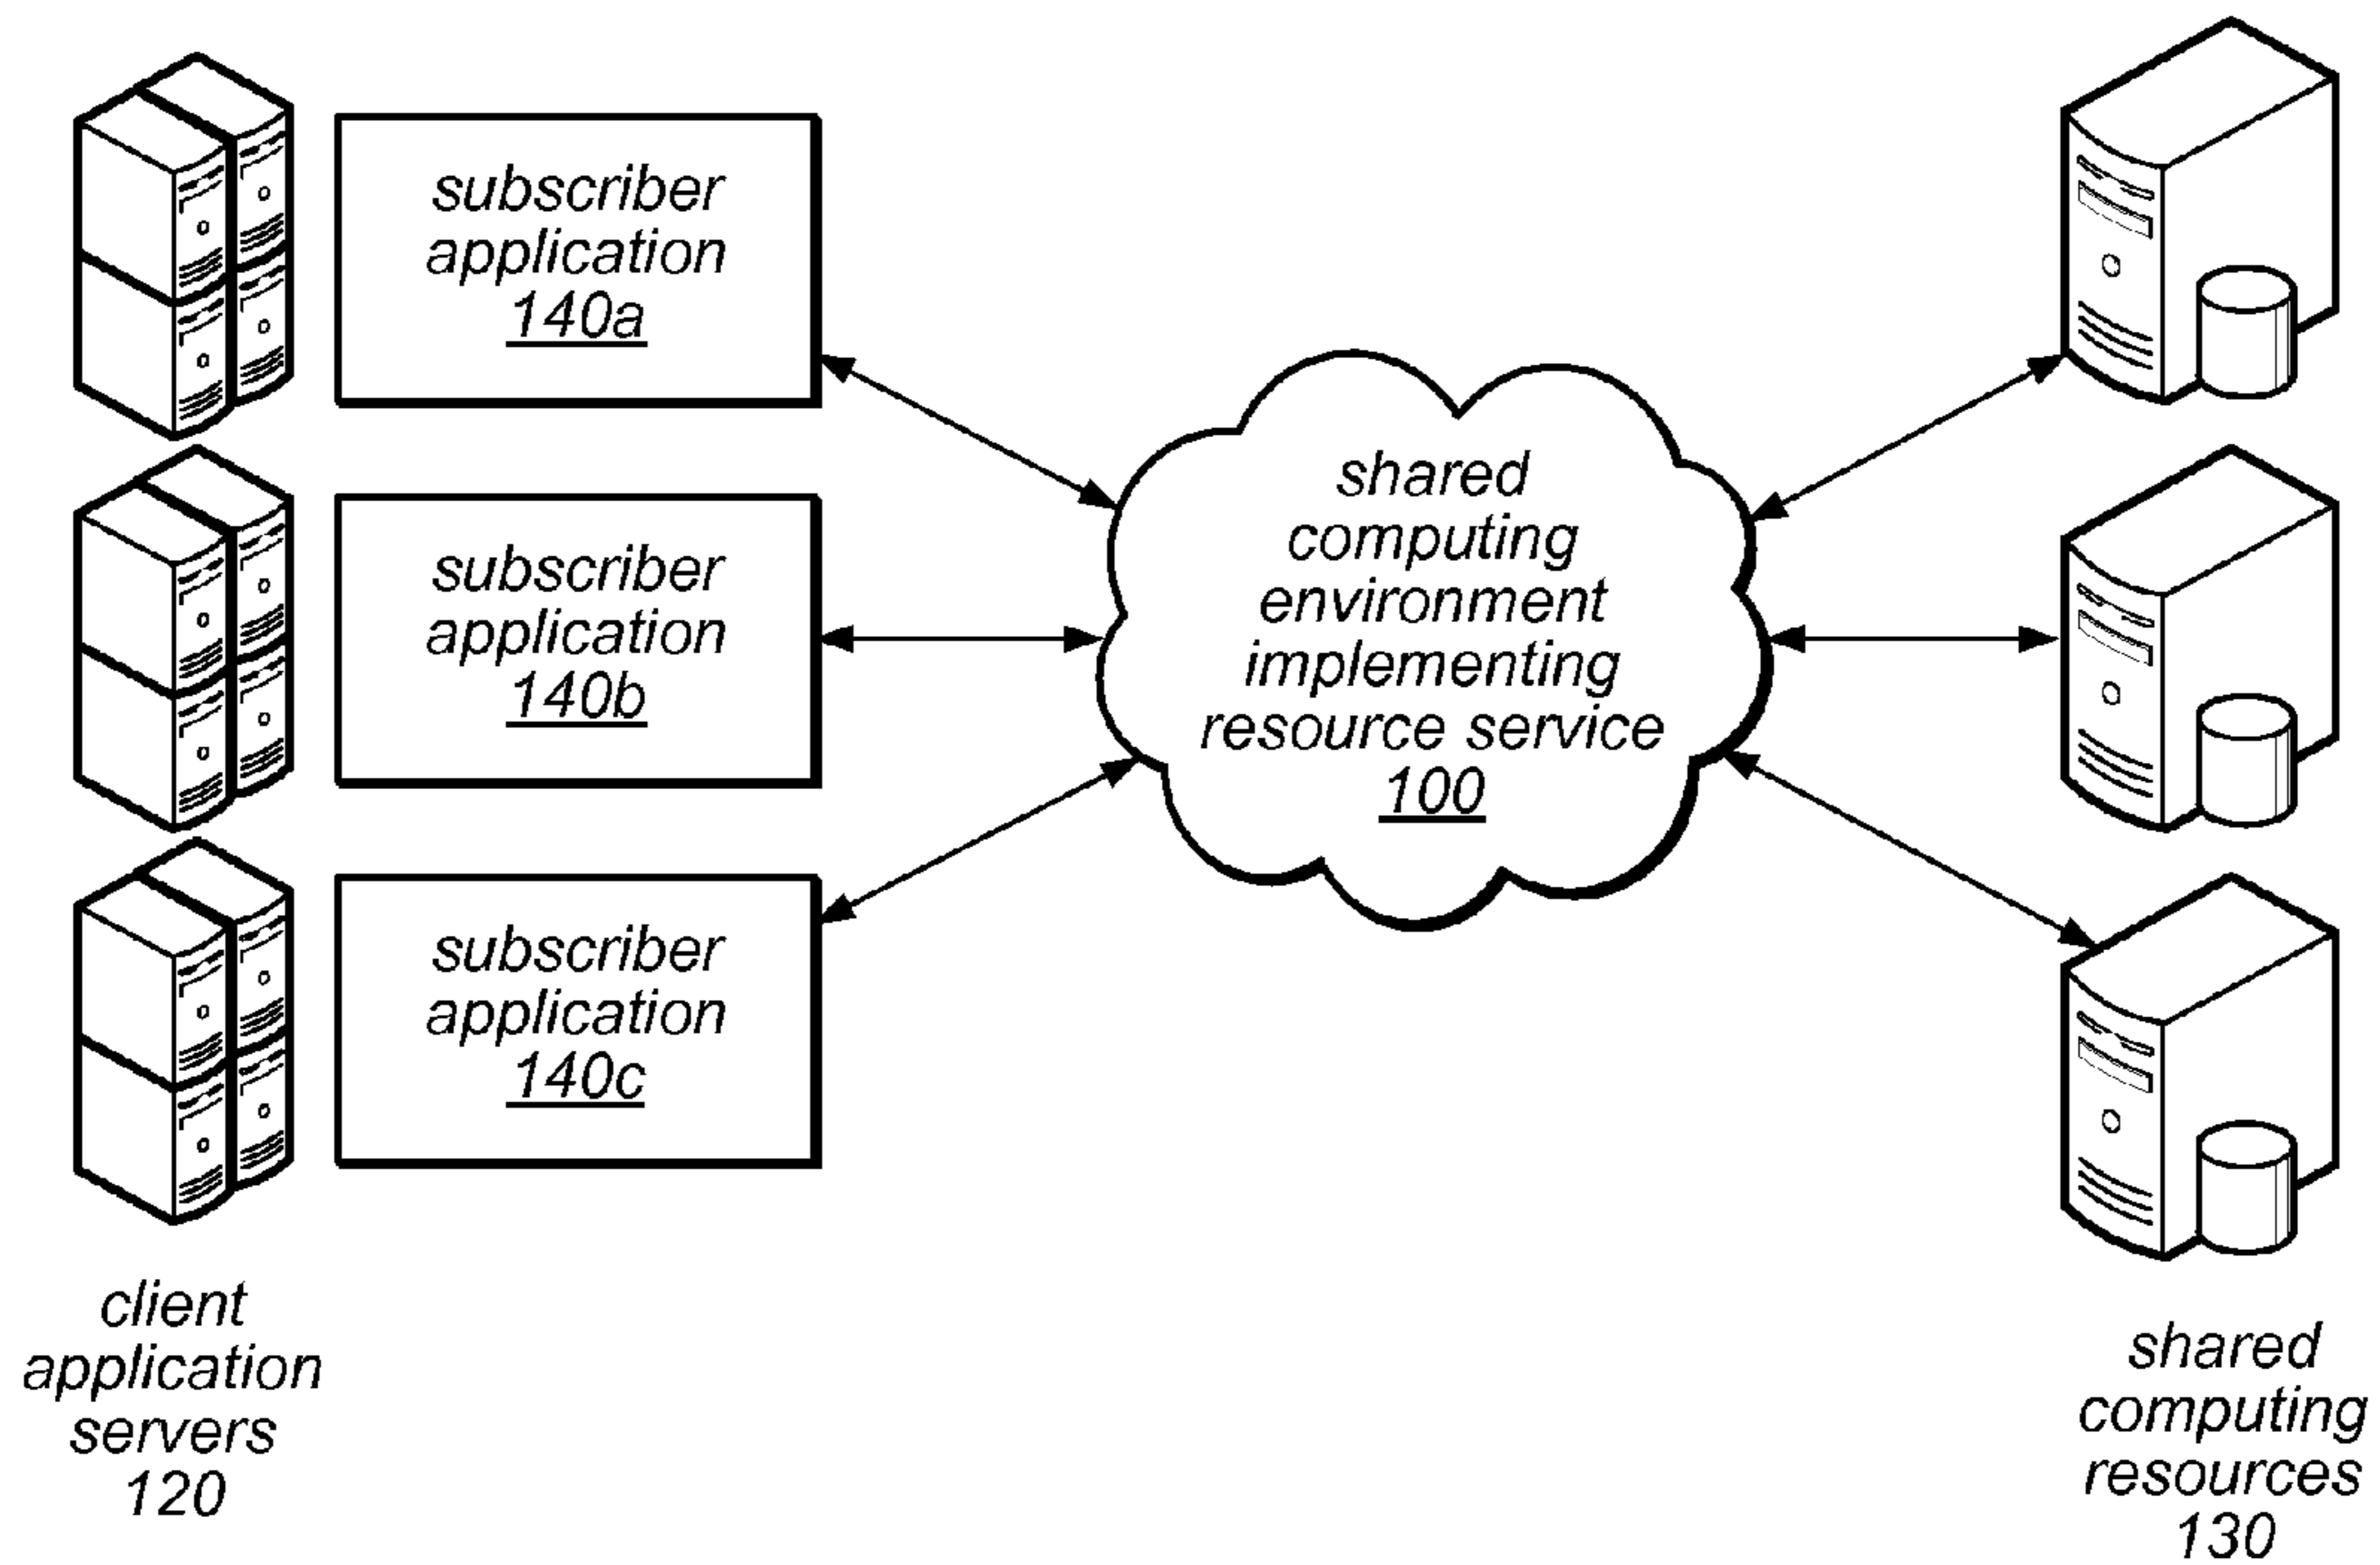 subscriber
application
140a
subscriber
application
140b
subscriber
application
140c
shared
computing
environment
implementing
resource service
100
client
application
servers
120
shared
computing
resources
130